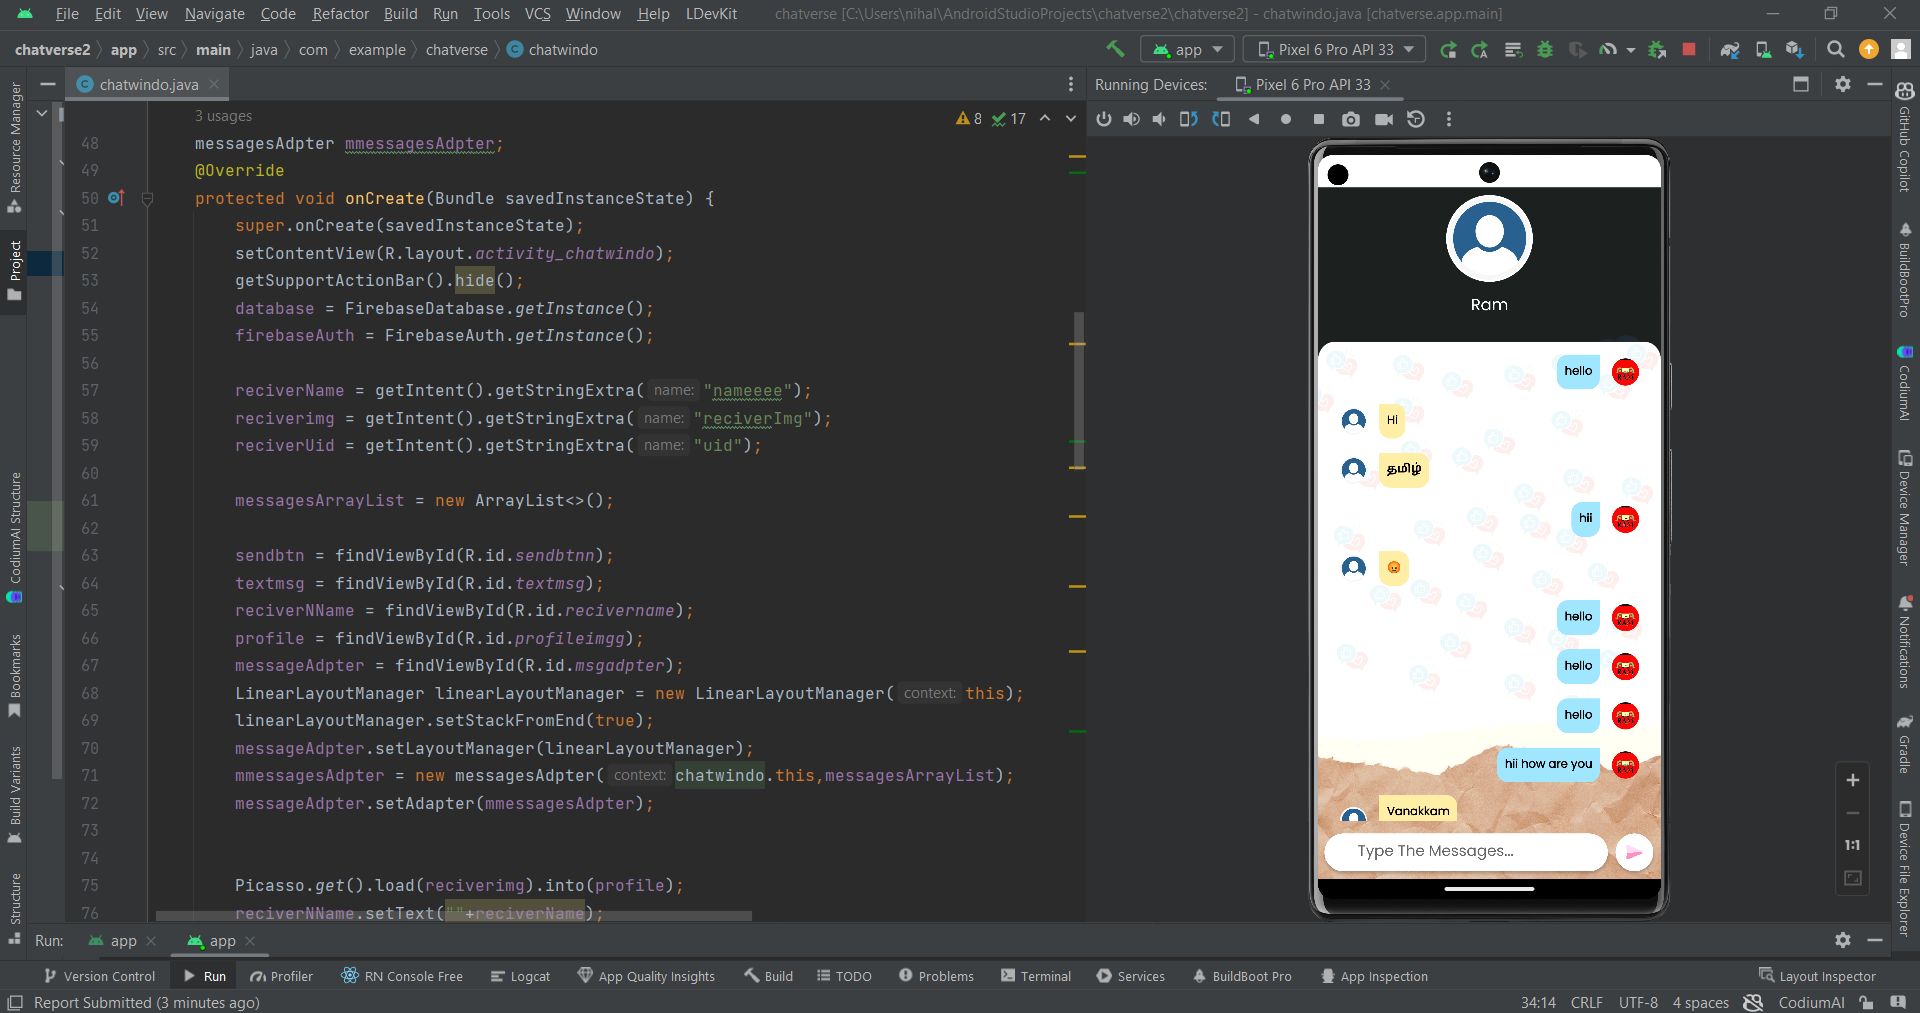 File Edit View Navigate Code Refactor Build Run Tools VCS Window Help LDevKit chatverse [C:\Users\nihal\AndroidStudioProjects\chatverse2\chatverse2] - chatwindo.java [chatverse.app.main]
chatverse2 app src main java com example chatverse chatwindo
app Pixel 6 Pro API 33
chatwindo.java
Resource Manager
Project
CodiumAI Structure
Bookmarks
Build Variants
Structure
3 usages
8 17
48 messagesAdpter mmessagesAdpter;
49 @Override
50 protected void onCreate(Bundle savedInstanceState) {
51 super.onCreate(savedInstanceState);
52 setContentView(R.layout.activity_chatwindo);
53 getSupportActionBar().hide();
54 database = FirebaseDatabase.getInstance();
55 firebaseAuth = FirebaseAuth.getInstance();
56
57 reciverName = getIntent().getStringExtra( name: "nameeee");
58 reciverimg = getIntent().getStringExtra( name: "reciverImg");
59 reciverUid = getIntent().getStringExtra( name: "uid");
60
61 messagesArrayList = new ArrayList<>();
62
63 sendbtn = findViewById(R.id.sendbtnn);
64 textmsg = findViewById(R.id.textmsg);
65 reciverNName = findViewById(R.id.recivername);
66 profile = findViewById(R.id.profileimgg);
67 messageAdpter = findViewById(R.id.msgadpter);
68 LinearLayoutManager linearLayoutManager = new LinearLayoutManager( context: this);
69 linearLayoutManager.setStackFromEnd(true);
70 messageAdpter.setLayoutManager(linearLayoutManager);
71 mmessagesAdpter = new messagesAdpter( context: chatwindo.this,messagesArrayList);
72 messageAdpter.setAdapter(mmessagesAdpter);
73
74
75 Picasso.get().load(reciverimg).into(profile);
76 reciverNName.setText(""+reciverName);
Running Devices: Pixel 6 Pro API 33
Ram
hello
Hi
தமிழ்
hii
hello
hello
hello
hii how are you
Vanakkam
Type The Messages...
1:1
GitHub Copilot
BuildBootPro
CodiumAI
Device Manager
Notifications
Gradle
Device File Explorer
Run: app app
Version Control Run Profiler RN Console Free Logcat App Quality Insights Build TODO Problems Terminal Services BuildBoot Pro App Inspection Layout Inspector
Report Submitted (3 minutes ago) 34:14 CRLF UTF-8 4 spaces CodiumAI